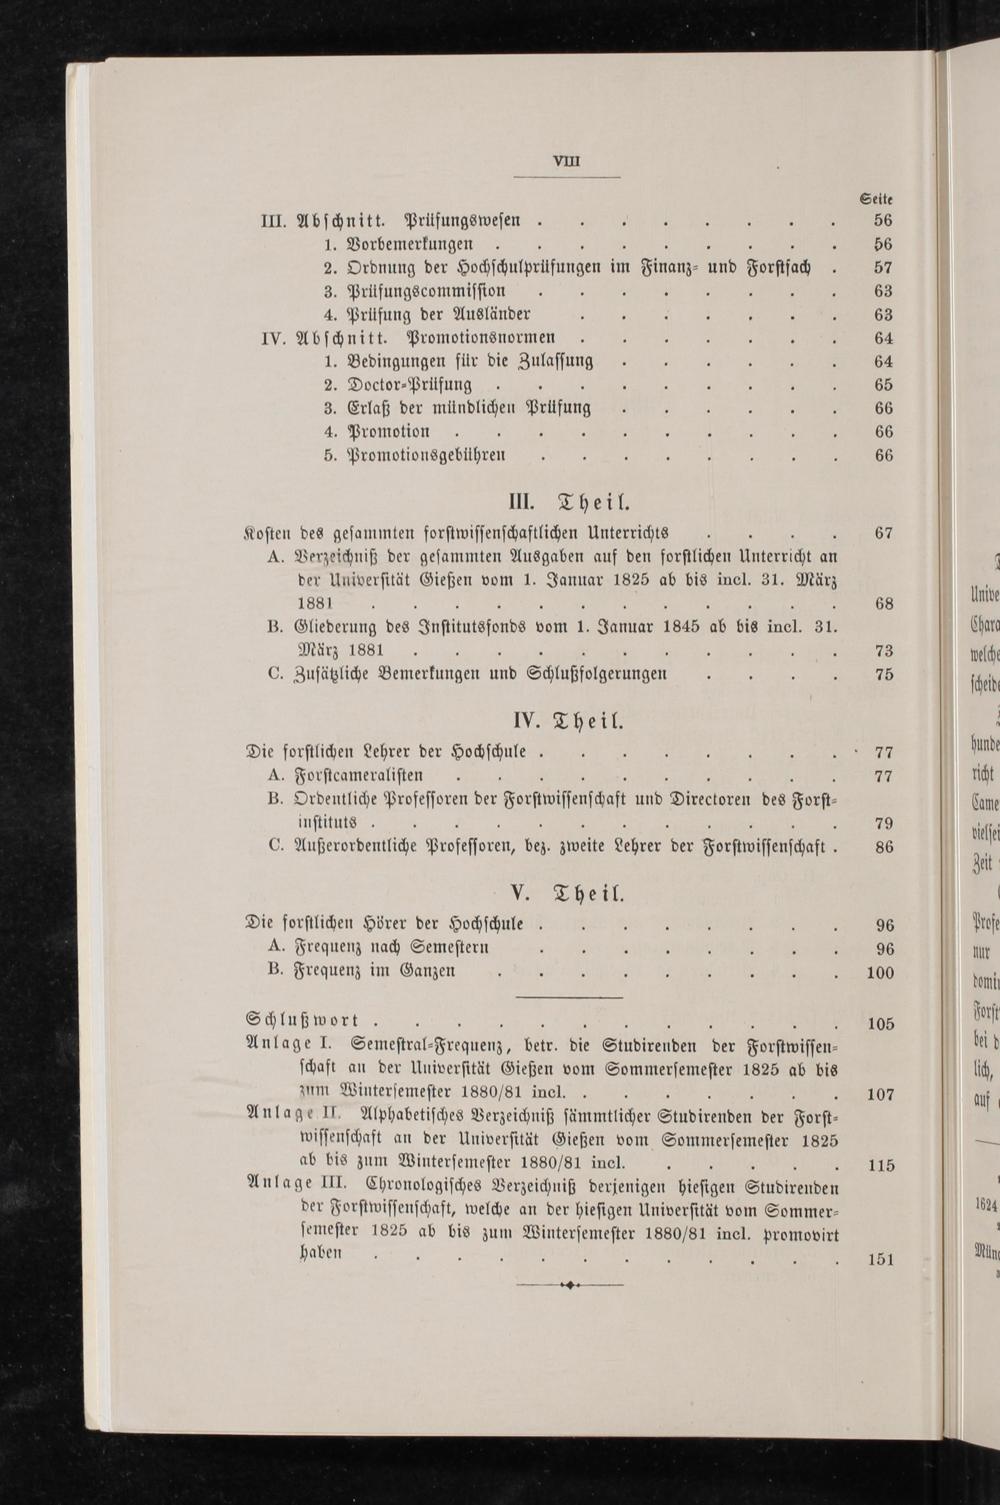 VIII
Seite
III. Abschnitt. Prüfungswesen . . . . . . . . 56
1. Vorbemerkungen . . . . . . . . . 56
2. Ordnung der Hochschulprüfungen im Finanz- und Forstfach . 57
3. Prüfungscommission . . . . . . . . 63
4. Prüfung der Ausländer . . . . . . . 63
IV. Abschnitt. Promotionsnormen . . . . . . . 64
1. Bedingungen für die Zulassung . . . . . . 64
2. Doctor-Prüfung . . . . . . . . . 65
3. Erlaß der mündlichen Prüfung . . . . . . 66
4. Promotion . . . . . . . . . . 66
5. Promotionsgebühren . . . . . . . . 66
III. Theil.
Kosten des gesammten forstwissenschaftlichen Unterrichts . . . . 67
A. Verzeichniß der gesammten Ausgaben auf den forstlichen Unterricht an
der Universität Gießen vom 1. Januar 1825 ab bis incl. 31. März
1881 . . . . . . . . . . . . 68
B. Gliederung des Institutsfonds vom 1. Januar 1845 ab bis incl. 31.
März 1881 . . . . . . . . . . . 73
C. Zusätzliche Bemerkungen und Schlußfolgerungen . . . . 75
IV. Theil.
Die forstlichen Lehrer der Hochschule . . . . . . . . 77
A. Forstcameralisten . . . . . . . . . . 77
B. Ordentliche Professoren der Forstwissenschaft und Directoren des Forst-
instituts . . . . . . . . . . . . 79
C. Außerordentliche Professoren, bez. zweite Lehrer der Forstwissenschaft . 86
V. Theil.
Die forstlichen Hörer der Hochschule . . . . . . . . 96
A. Frequenz nach Semestern . . . . . . . . 96
B. Frequenz im Ganzen . . . . . . . . . 100
Schlußwort . . . . . . . . . . . . 105
Anlage I. Semestral-Frequenz, betr. die Studirenden der Forstwissen-
schaft an der Universität Gießen vom Sommersemester 1825 ab bis
zum Wintersemester 1880/81 incl. . . . . . . . 107
Anlage II. Alphabetisches Verzeichniß sämmtlicher Studirenden der Forst-
wissenschaft an der Universität Gießen vom Sommersemester 1825
ab bis zum Wintersemester 1880/81 incl. . . . . . 115
Anlage III. Chronologisches Verzeichniß derjenigen hiesigen Studirenden
der Forstwissenschaft, welche an der hiesigen Universität vom Sommer-
semester 1825 ab bis zum Wintersemester 1880/81 incl. promovirt
haben . . . . . . . . . . . . 151